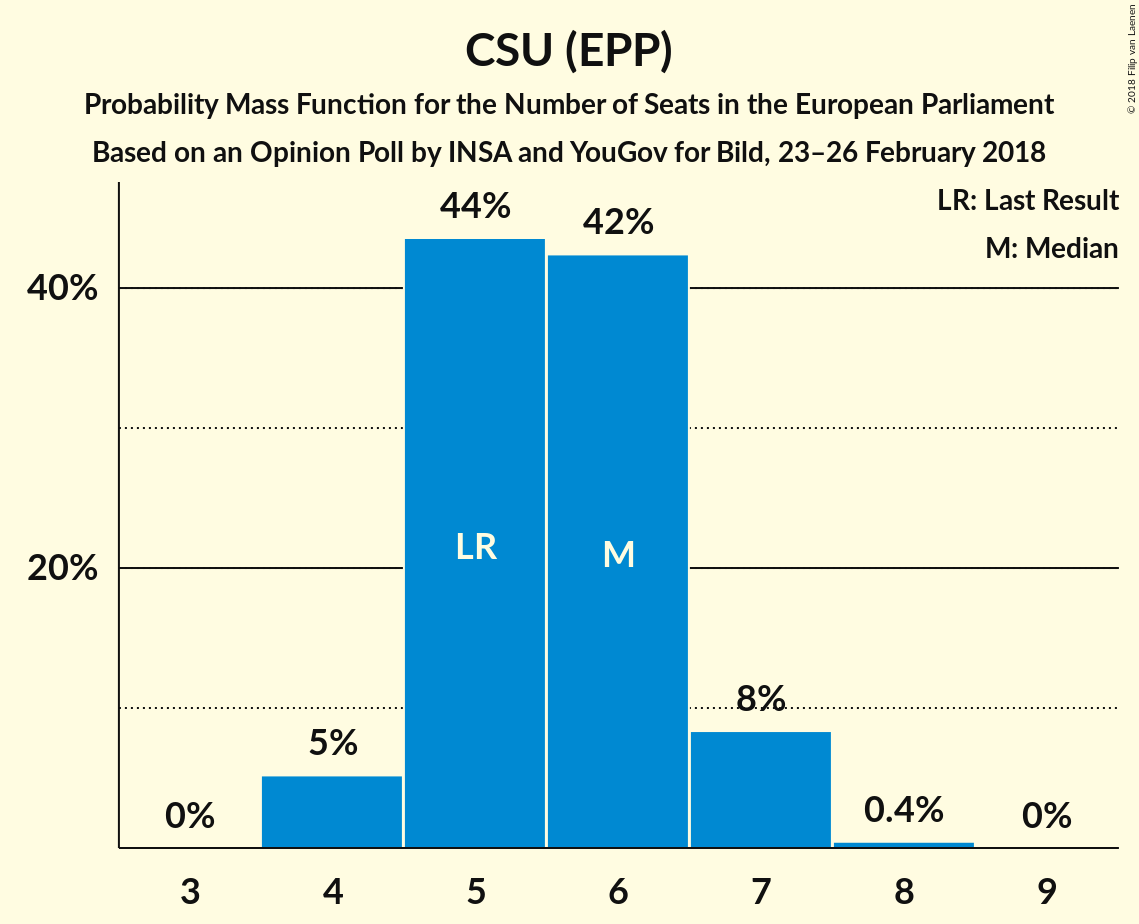 CSU (EPP)
Probability Mass Function for the Number of Seats in the European Parliament
Based on an Opinion Poll by INSA and YouGov for Bild, 23–26 February 2018
© 2018 Filip van Laenen
LR: Last Result
M: Median
44%
42%
40%
LR
M
20%
8%
5%
0%
0.4%
0%
3 4 5 6 7 8 9